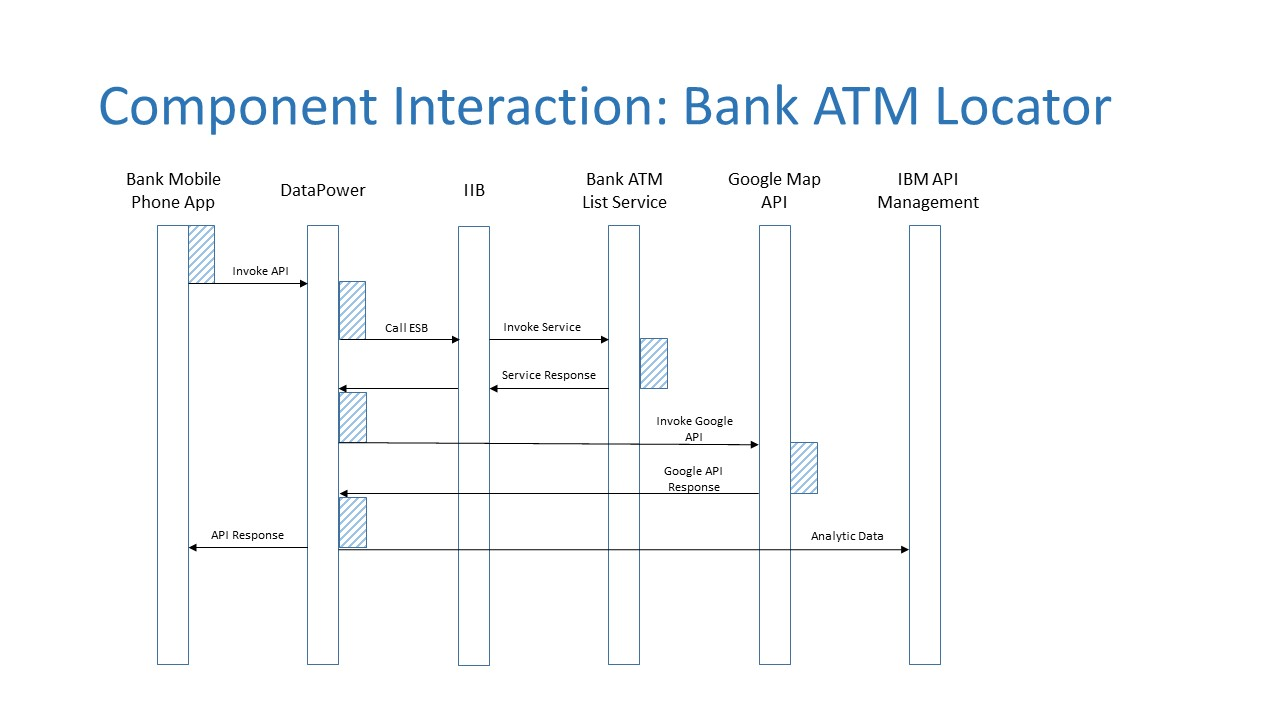 Component Interaction: Bank ATM Locator
Bank Mobile
Phone App
DataPower
IIB
Bank ATM
List Service
Google Map
API
IBM API
Management
Invoke API
Call ESB
Invoke Service
Service Response
Invoke Google
API
Google API
Response
API Response
Analytic Data